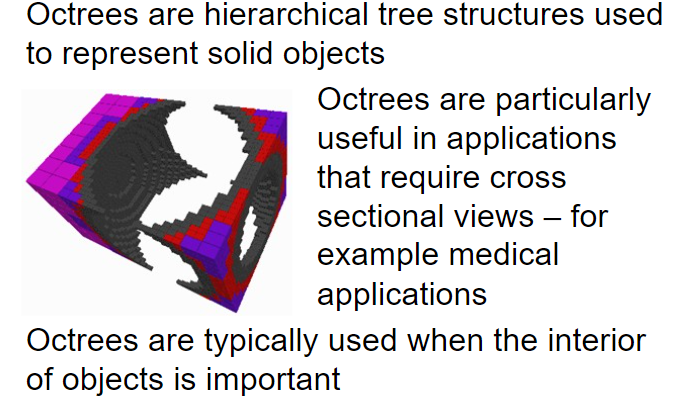 Octrees are hierarchical tree structures used
to represent solid objects
Octrees are particularly
useful in applications
that require cross
sectional views – for
example medical
applications
Octrees are typically used when the interior
of objects is important